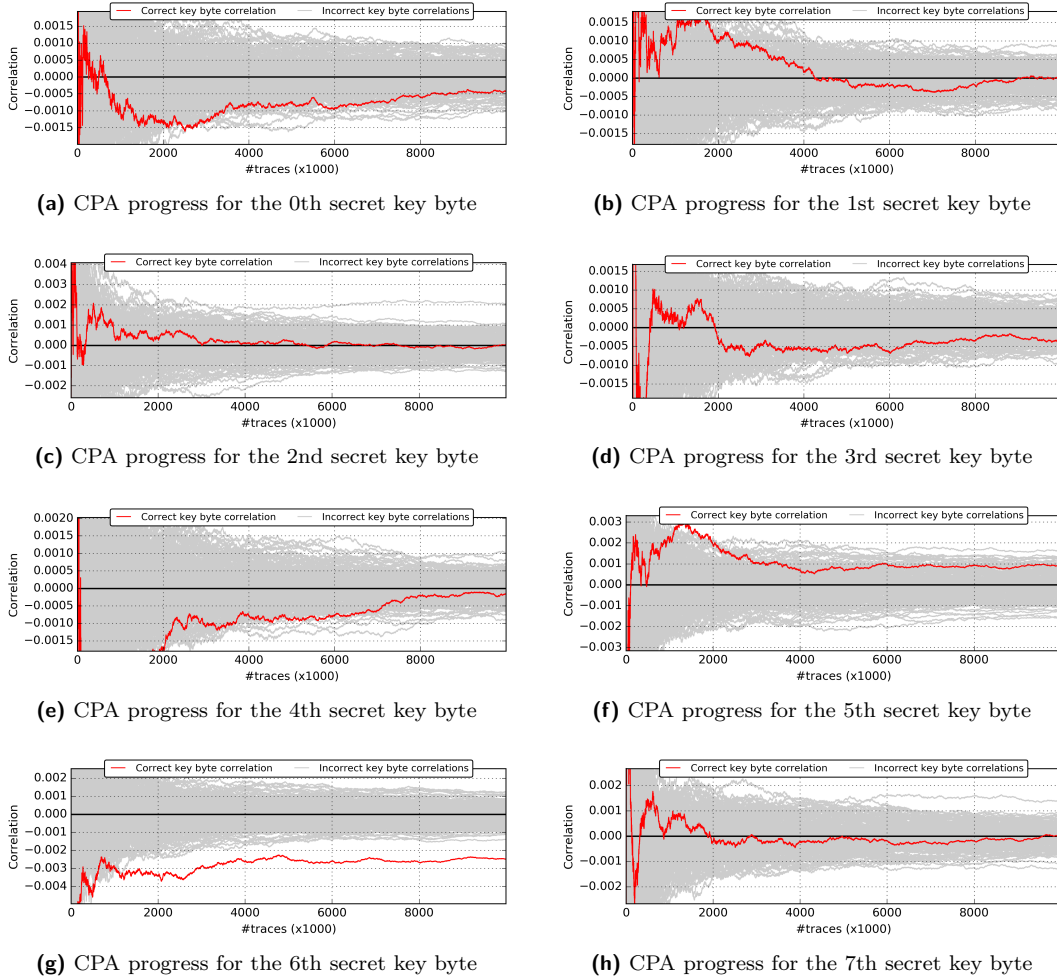 Correct key byte correlation
Incorrect key byte correlations
Correlation
0.0015
0.0010
0.0005
0.0000
−0.0005
−0.0010
−0.0015
0 2000 4000 6000 8000
#traces (x1000)
(a) CPA progress for the 0th secret key byte
Correct key byte correlation
Incorrect key byte correlations
Correlation
0.0015
0.0010
0.0005
0.0000
−0.0005
−0.0010
−0.0015
0 2000 4000 6000 8000
#traces (x1000)
(b) CPA progress for the 1st secret key byte
Correct key byte correlation
Incorrect key byte correlations
Correlation
0.004
0.003
0.002
0.001
0.000
−0.001
−0.002
0 2000 4000 6000 8000
#traces (x1000)
(c) CPA progress for the 2nd secret key byte
Correct key byte correlation
Incorrect key byte correlations
Correlation
0.0015
0.0010
0.0005
0.0000
−0.0005
−0.0010
−0.0015
0 2000 4000 6000 8000
#traces (x1000)
(d) CPA progress for the 3rd secret key byte
Correct key byte correlation
Incorrect key byte correlations
Correlation
0.0020
0.0015
0.0010
0.0005
0.0000
−0.0005
−0.0010
−0.0015
0 2000 4000 6000 8000
#traces (x1000)
(e) CPA progress for the 4th secret key byte
Correct key byte correlation
Incorrect key byte correlations
Correlation
0.003
0.002
0.001
0.000
−0.001
−0.002
−0.003
0 2000 4000 6000 8000
#traces (x1000)
(f) CPA progress for the 5th secret key byte
Correct key byte correlation
Incorrect key byte correlations
Correlation
0.002
0.001
0.000
−0.001
−0.002
−0.003
−0.004
0 2000 4000 6000 8000
#traces (x1000)
(g) CPA progress for the 6th secret key byte
Correct key byte correlation
Incorrect key byte correlations
Correlation
0.002
0.001
0.000
−0.001
−0.002
0 2000 4000 6000 8000
#traces (x1000)
(h) CPA progress for the 7th secret key byte